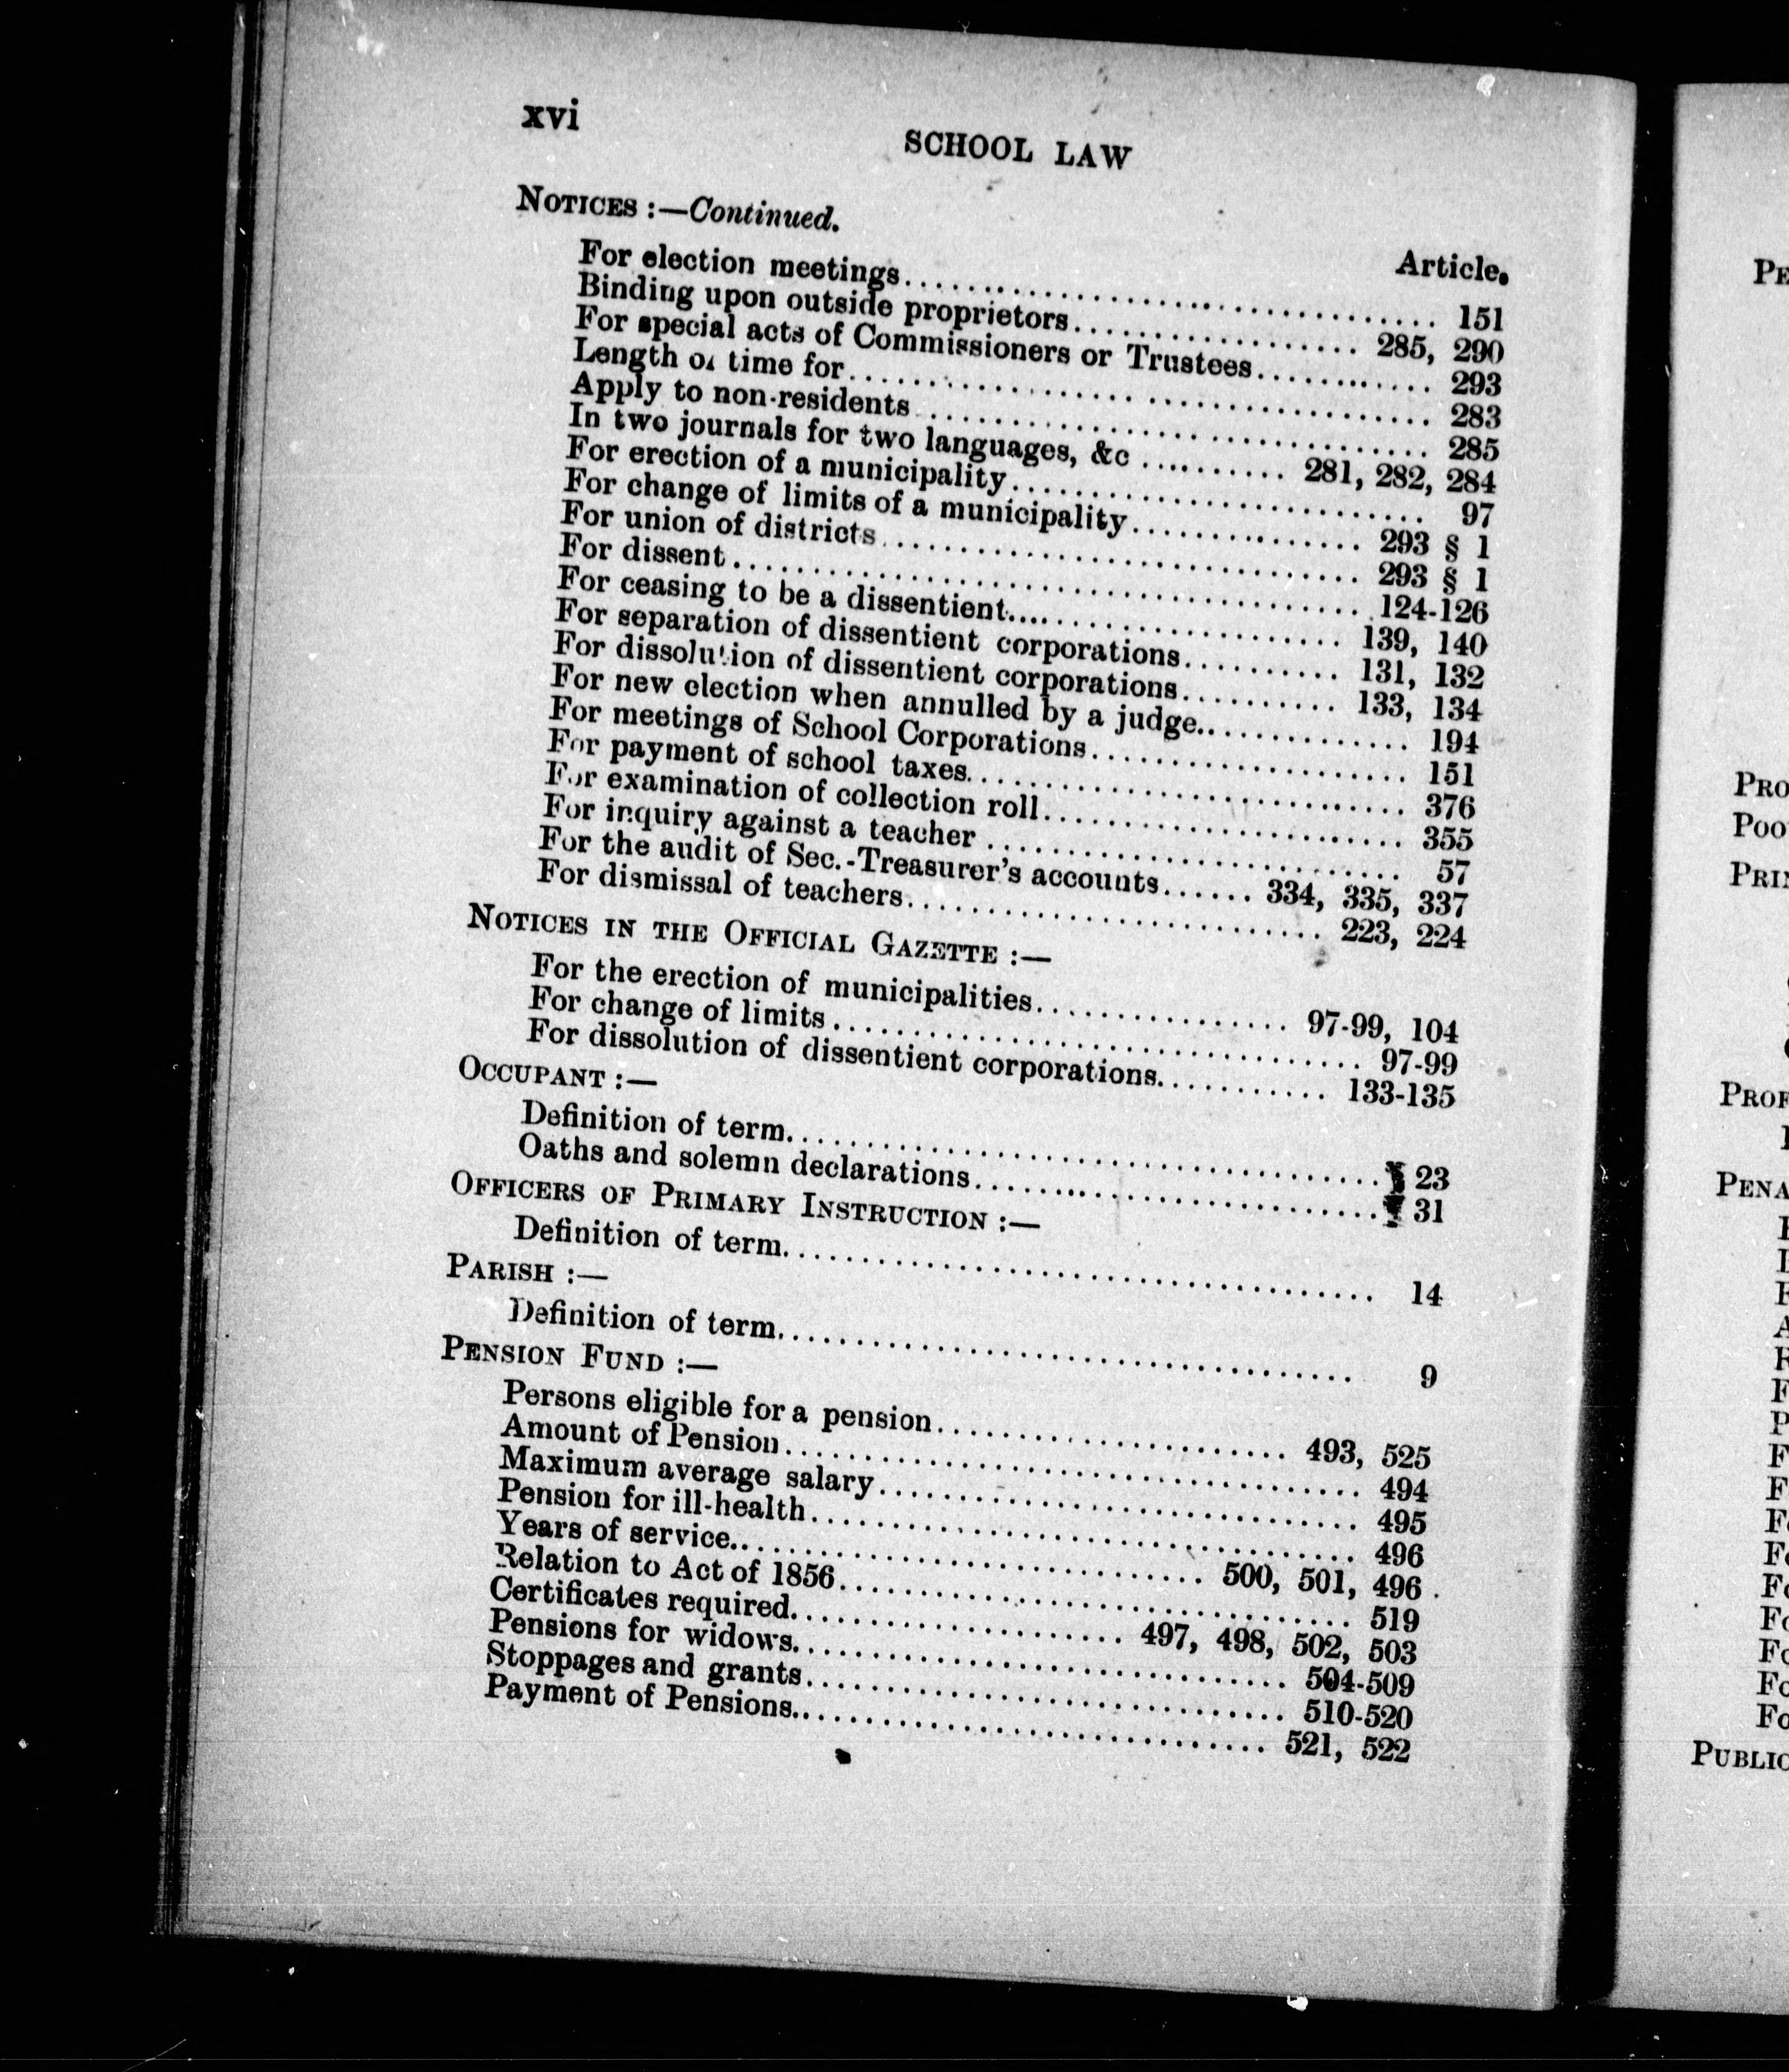 xvi
SCHOOL LAW
NOTICES :—Continued.
Article.
For election meetings........................................ 151
Binding upon outside proprietors.................. 285, 290
For special acts of Commissioners or Trustees........... 293
Length of time for..................................... 283
Apply to non-residents................................. 285
In two journals for two languages, &c .......... 281, 282, 284
For erection of a municipality.......................... 97
For change of limits of a municipality.............. 293 § 1
For union of districts.............................. 293 § 1
For dissent........................................ 124-126
For ceasing to be a dissentient...................... 139, 140
For separation of dissentient corporations.......... 131, 132
For dissolution of dissentient corporations.......... 133, 134
For new election when annulled by a judge.............. 194
For meetings of School Corporations.................... 151
For payment of school taxes............................ 376
For examination of collection roll....................... 355
For inquiry against a teacher .......................... 57
For the audit of Sec.-Treasurer's accounts...... 334, 335, 337
For dismissal of teachers.......................... 223, 224
NOTICES IN THE OFFICIAL GAZETTE :—
For the erection of municipalities................ 97-99, 104
For change of limits.................................. 97-99
For dissolution of dissentient corporations........... 133-135
OCCUPANT :—
Definition of term...................................... § 23
Oaths and solemn declarations........................... 31
OFFICERS OF PRIMARY INSTRUCTION :—
Definition of term...................................... 14
PARISH :—
Definition of term..................................... 9
PENSION FUND :—
Persons eligible for a pension...................... 493, 525
Amount of Pension..................................... 494
Maximum average salary................................ 495
Pension for ill-health.................................. 496
Years of service.............................. 500, 501, 496
Relation to Act of 1856................................. 519
Certificates required..................... 497, 498, 502, 503
Pensions for widows............................... 504-509
Stoppages and grants.............................. 510-520
Payment of Pensions.............................. 521, 522
PE
PRO
POO
PRIN
PROF
PENA
PUBLIC